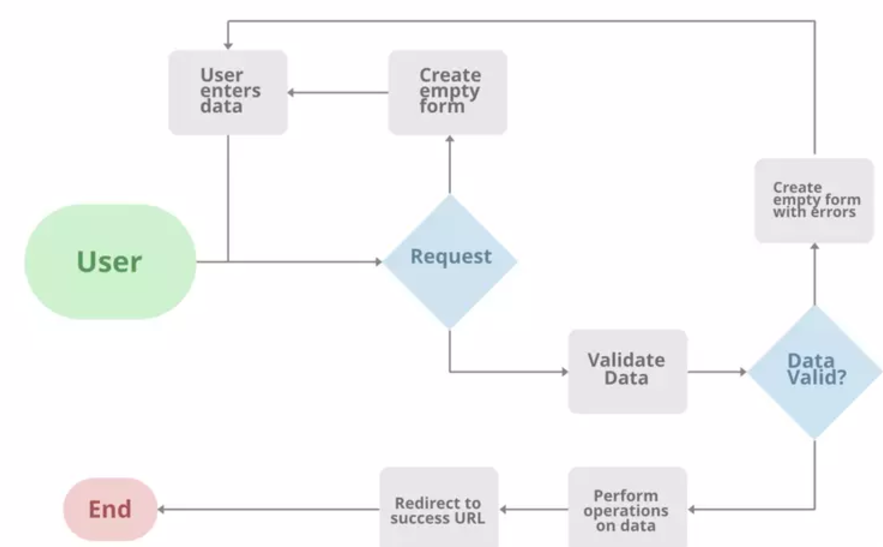 User
enters
data
Create
empty
form
Create
empty form
with errors
User
Request
Validate
Data
Data
Valid?
End
Redirect to
success URL
Perform
operations
on data